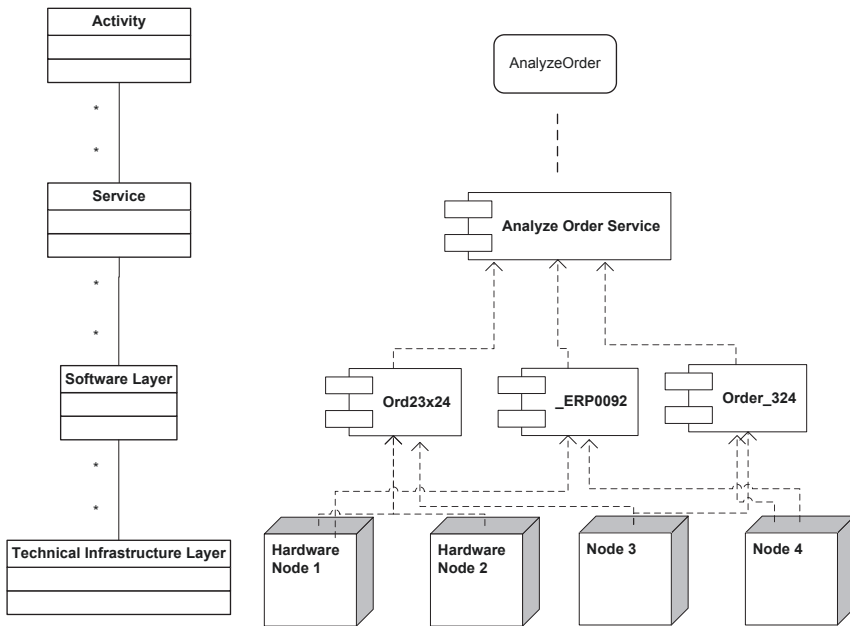 Activity
*
*
Service
*
*
Software Layer
*
*
Technical Infrastructure Layer
AnalyzeOrder
Analyze Order Service
Ord23x24
_ERP0092
Order_324
Hardware
Node 1
Hardware
Node 2
Node 3
Node 4